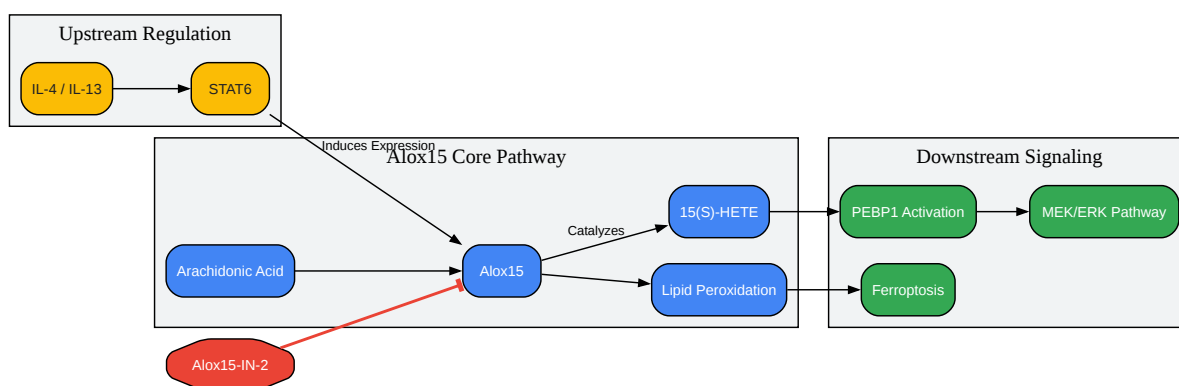 Upstream Regulation
IL-4 / IL-13
STAT6
Induces Expression
Alox15 Core Pathway
Downstream Signaling
15(S)-HETE
PEBP1 Activation
MEK/ERK Pathway
Catalyzes
Arachidonic Acid
Alox15
Lipid Peroxidation
Ferroptosis
Alox15-IN-2